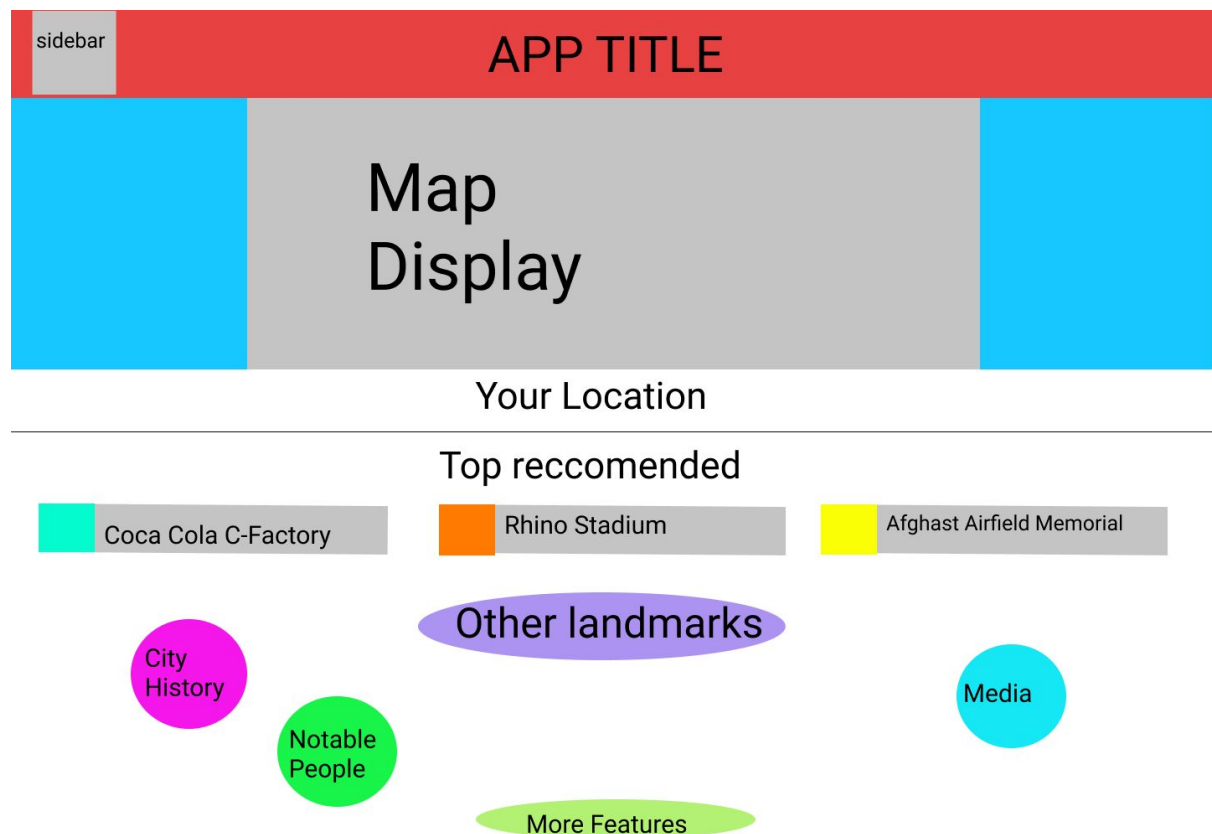 sidebar
APP TITLE
Map
Display
Your Location
Top reccomended
Coca Cola C-Factory
Rhino Stadium
Afghast Airfield Memorial
Other landmarks
City
History
Notable
People
Media
More Features